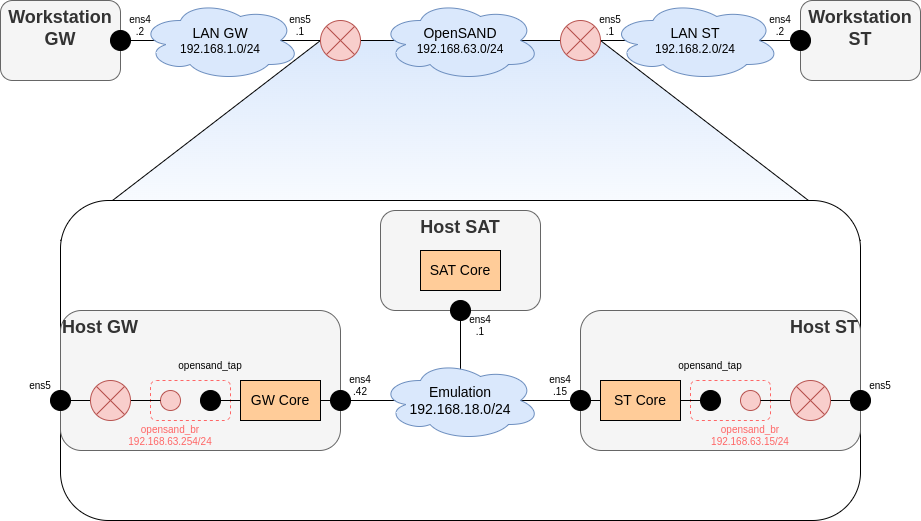 Workstation
GW
ens4
.2
LAN GW
192.168.1.0/24
ens5
.1
OpenSAND
192.168.63.0/24
ens5
.1
LAN ST
192.168.2.0/24
ens4
.2
Workstation
ST
Host SAT
SAT Core
ens4
.1
Host GW
ens5
opensand_tap
GW Core
opensand_br
192.168.63.254/24
ens4
.42
Emulation
192.168.18.0/24
ens4
.15
Host ST
opensand_tap
ST Core
opensand_br
192.168.63.15/24
ens5